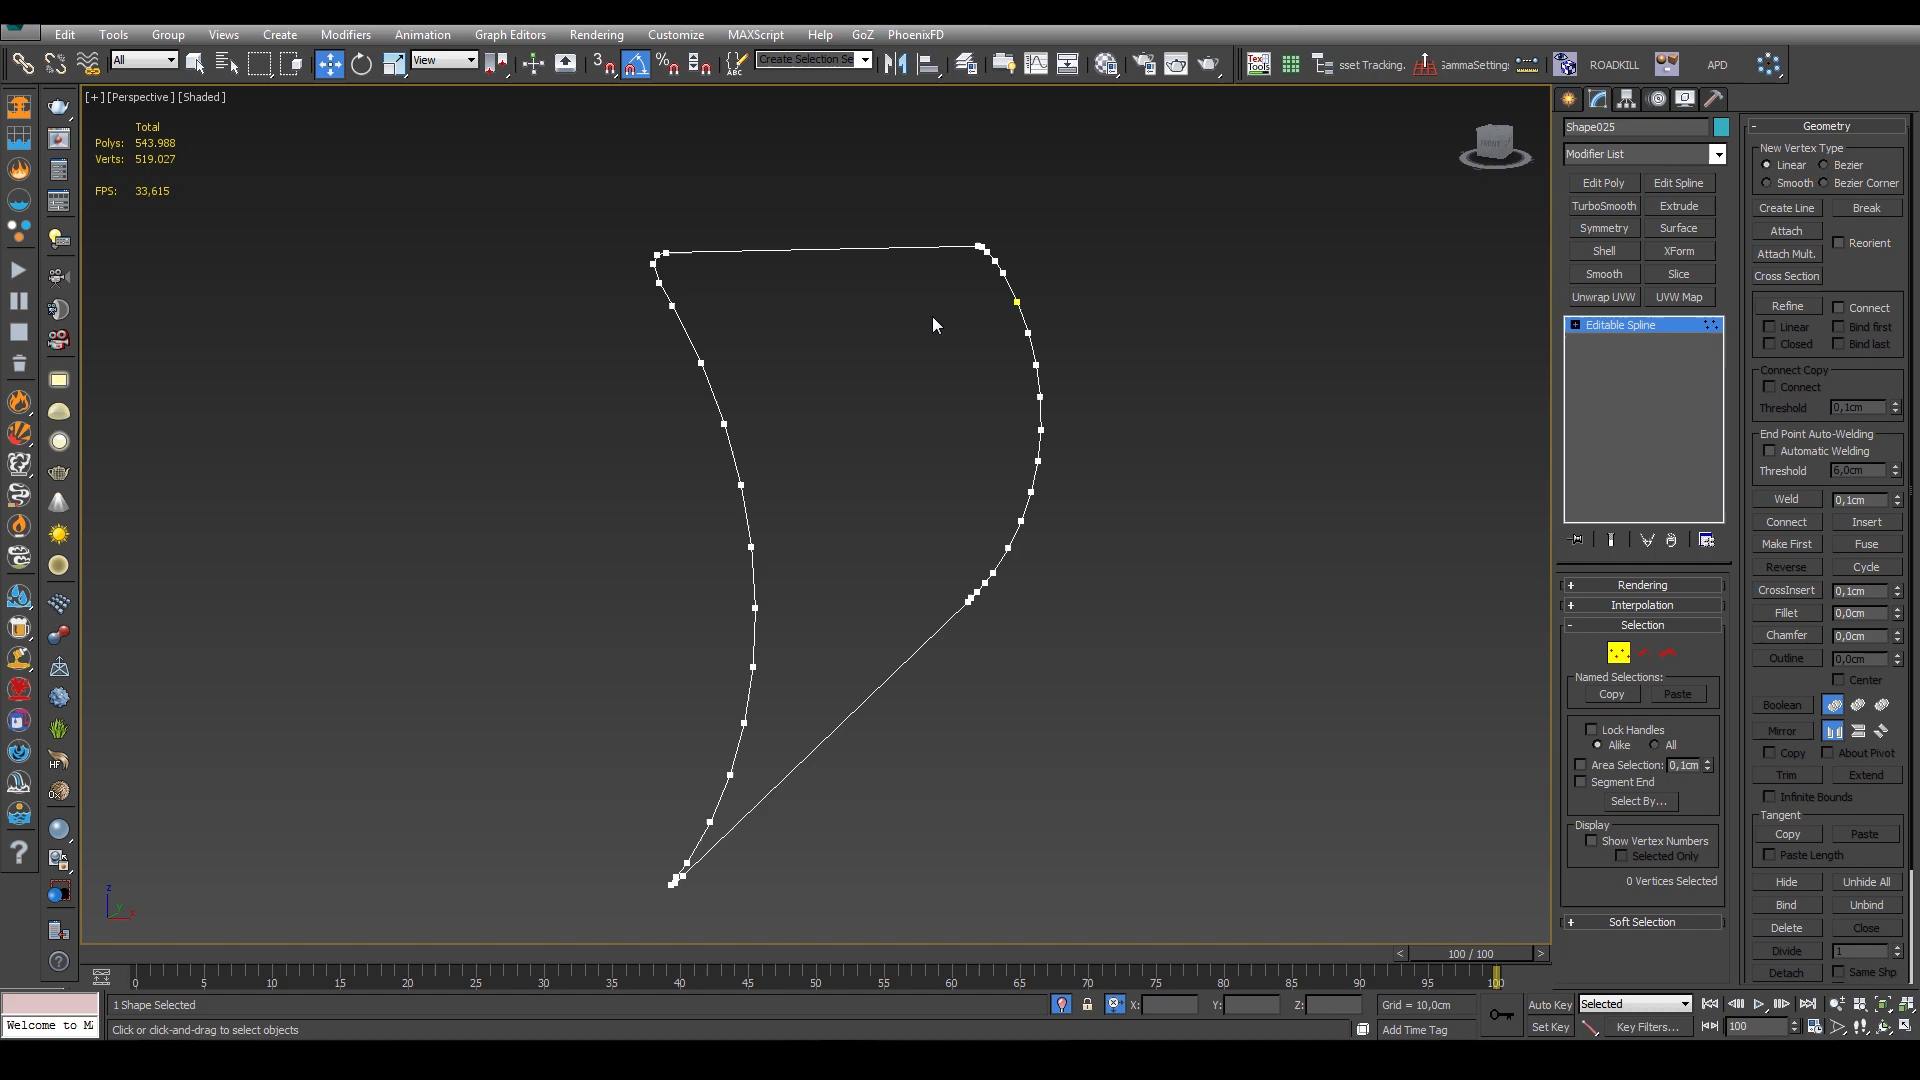 Edit Tools Group Views Create Modifiers Animation Graph Editors Rendering Customize MAXScript Help GoZ PhoenixFD
All View 3 Create Selection Se TexTools sset Tracking. GammaSetting: ROADKILL APD
[+] [Perspective] [Shaded]
Total
Polys: 543.988
Verts: 519.027
FPS: 33,615
FRONT
Shape025
Modifier List
Edit Poly Edit Spline
TurboSmooth Extrude
Symmetry Surface
Shell XForm
Smooth Slice
Unwrap UVW UVW Map
Editable Spline
+ Rendering
+ Interpolation
- Selection
Named Selections:
Copy Paste
Lock Handles
Alike All
Area Selection: 0,1cm
Segment End
Select By...
Display
Show Vertex Numbers
Selected Only
0 Vertices Selected
+ Soft Selection
- Geometry
New Vertex Type
Linear Bezier
Smooth Bezier Corner
Create Line Break
Attach Reorient
Attach Mult.
Cross Section
Refine Connect
Linear Bind first
Closed Bind last
Connect Copy
Connect
Threshold 0,1cm
End Point Auto-Welding
Automatic Welding
Threshold 6,0cm
Weld 0,1cm
Connect Insert
Make First Fuse
Reverse Cycle
CrossInsert 0,1cm
Fillet 0,0cm
Chamfer 0,0cm
Outline 0,0cm
Center
Boolean
Mirror
Copy About Pivot
Trim Extend
Infinite Bounds
Tangent
Copy Paste
Paste Length
Hide Unhide All
Bind Unbind
Delete Close
Divide 1
Detach Same Shp
z y x
HF
< 100 / 100 >
0 5 10 15 20 25 30 35 40 45 50 55 60 65 70 75 80 85 90 95 100
1 Shape Selected X: Y: Z: Grid = 10,0cm Auto Key Selected
Welcome to M Click or click-and-drag to select objects Add Time Tag Set Key Key Filters... 100